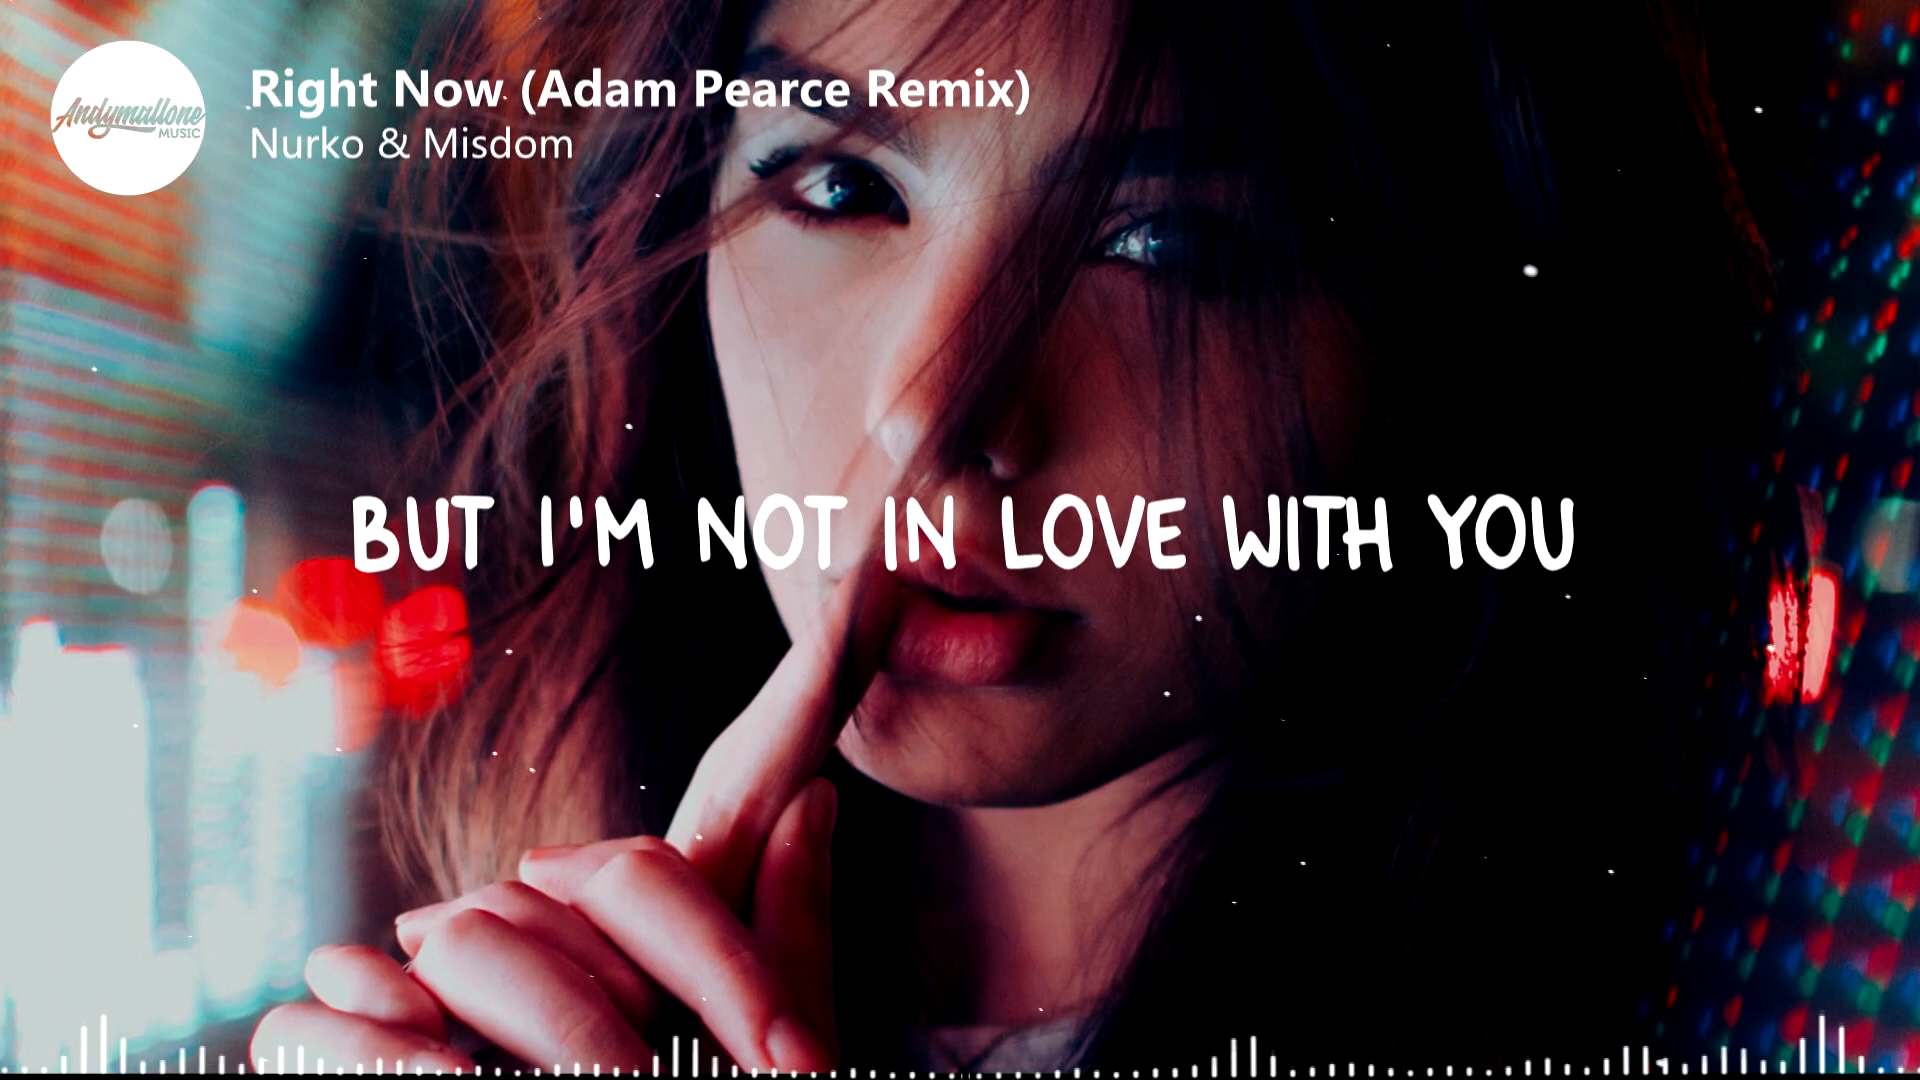 Andymallone
MUSIC
Right Now (Adam Pearce Remix)
Nurko & Misdom
BUT I'M NOT IN LOVE WITH YOU